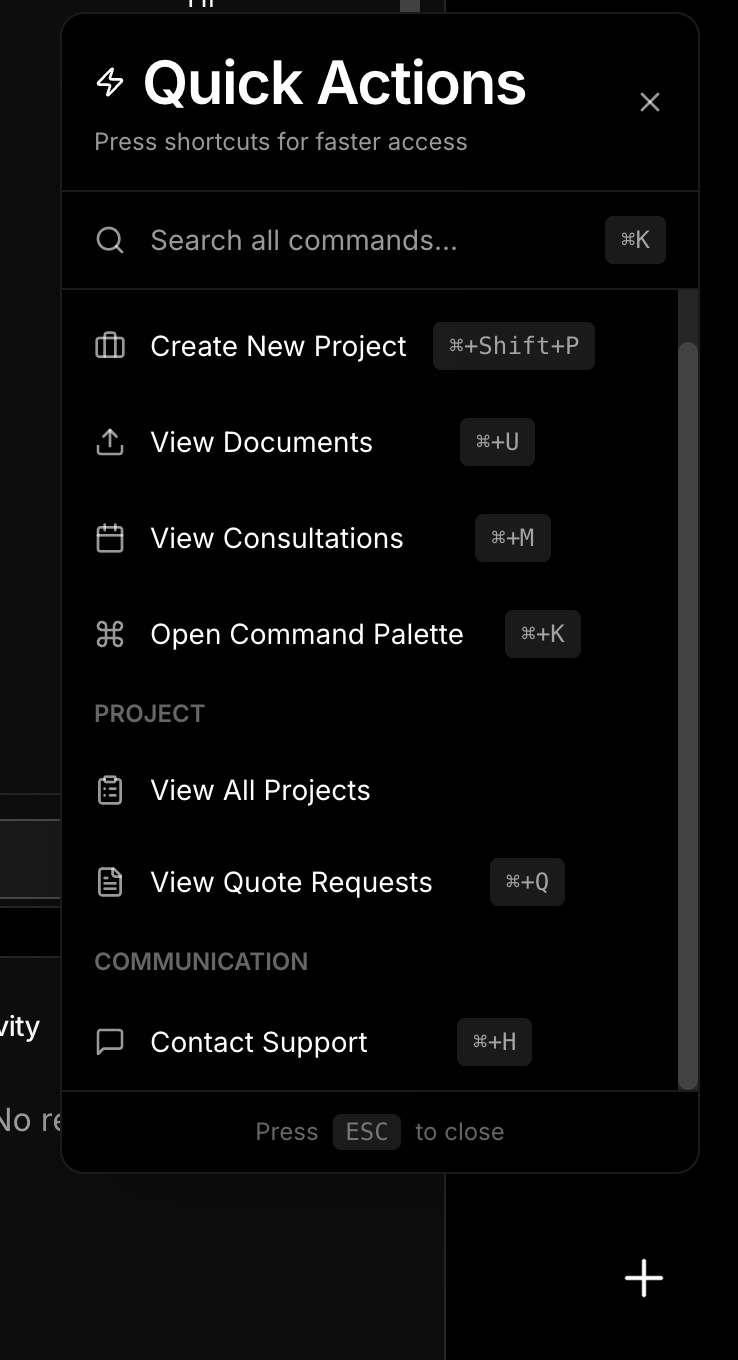 Quick Actions
Press shortcuts for faster access
Search all commands...
⌘K
Create New Project ⌘+Shift+P
View Documents ⌘+U
View Consultations ⌘+M
Open Command Palette ⌘+K
PROJECT
View All Projects
View Quote Requests ⌘+Q
COMMUNICATION
vity
Contact Support ⌘+H
No re
Press ESC to close